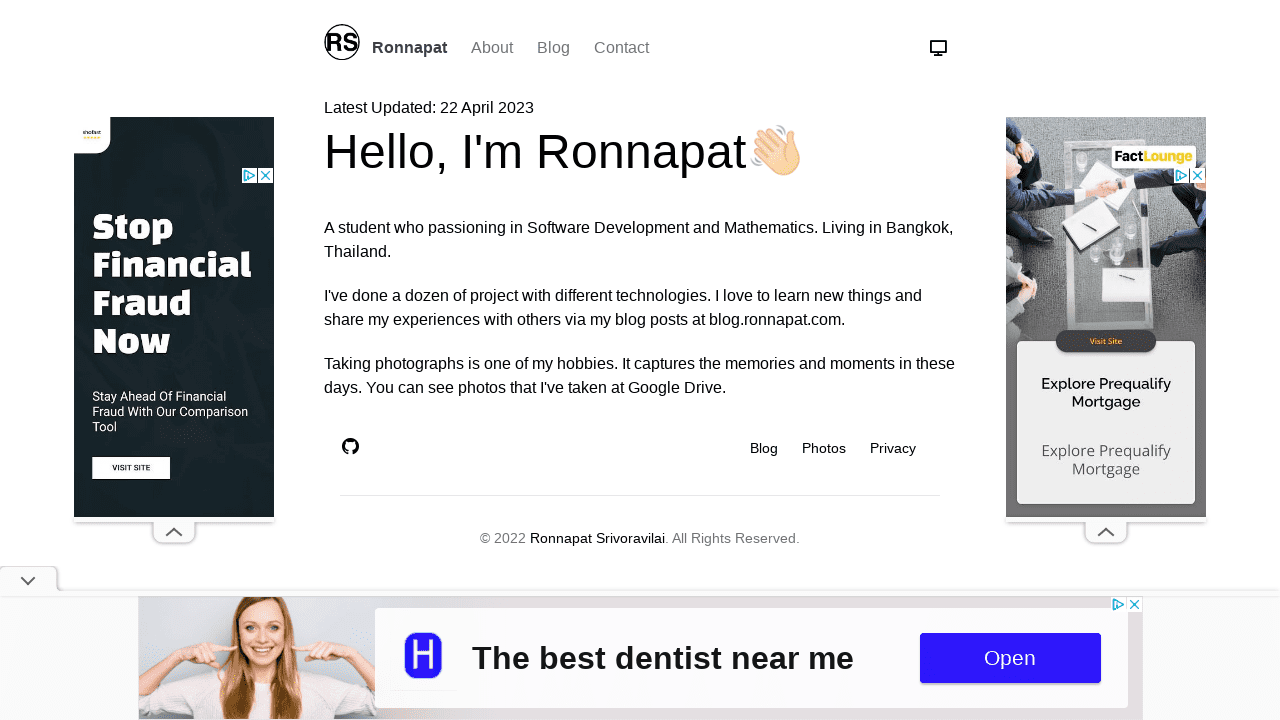 RS Ronnapat About Blog Contact
Latest Updated: 22 April 2023
Hello, I'm Ronnapat
A student who passioning in Software Development and Mathematics. Living in Bangkok,
Thailand.
I've done a dozen of project with different technologies. I love to learn new things and
share my experiences with others via my blog posts at blog.ronnapat.com.
Taking photographs is one of my hobbies. It captures the memories and moments in these
days. You can see photos that I've taken at Google Drive.
Blog Photos Privacy
© 2022 Ronnapat Srivoravilai. All Rights Reserved.
shofast
Stop
Financial
Fraud
Now
Stay Ahead Of Financial
Fraud With Our Comparison
Tool
VISIT SITE
FactLounge
Visit Site
Explore Prequalify
Mortgage
Explore Prequalify
Mortgage
H
The best dentist near me
Open